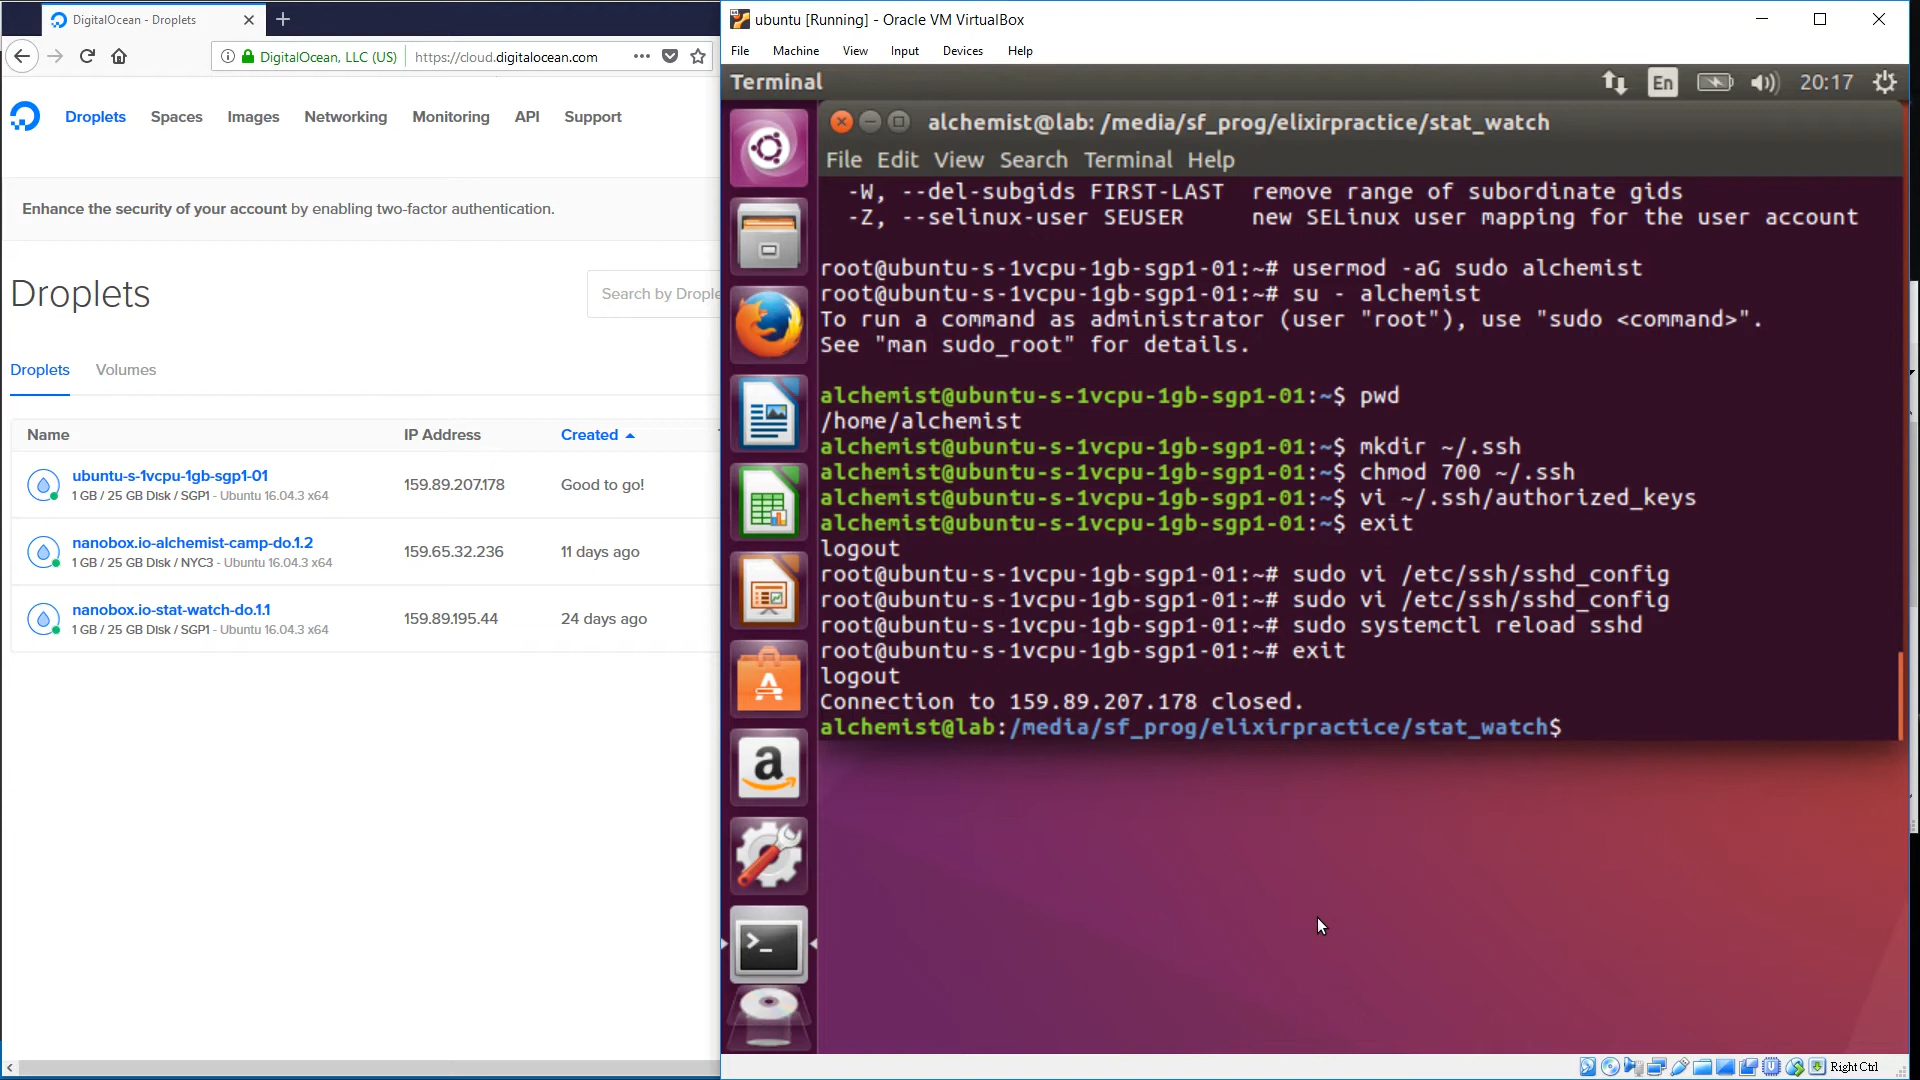 DigitalOcean - Droplets
DigitalOcean, LLC (US)
https://cloud.digitalocean.com
Droplets
Spaces
Images
Networking
Monitoring
API
Support
Enhance the security of your account by enabling two-factor authentication.
Droplets
Search by Drople
Droplets
Volumes
Name
IP Address
Created
ubuntu-s-1vcpu-1gb-sgp1-01
159.89.207.178
Good to go!
1 GB / 25 GB Disk / SGP1 - Ubuntu 16.04.3 x64
nanobox.io-alchemist-camp-do.1.2
159.65.32.236
11 days ago
1 GB / 25 GB Disk / NYC3 - Ubuntu 16.04.3 x64
nanobox.io-stat-watch-do.1.1
159.89.195.44
24 days ago
1 GB / 25 GB Disk / SGP1 - Ubuntu 16.04.3 x64
ubuntu [Running] - Oracle VM VirtualBox
File Machine View Input Devices Help
Terminal
En
20:17
alchemist@lab: /media/sf_prog/elixirpractice/stat_watch
File Edit View Search Terminal Help
-W, --del-subgids FIRST-LAST  remove range of subordinate gids
-Z, --selinux-user SEUSER     new SELinux user mapping for the user account
root@ubuntu-s-1vcpu-1gb-sgp1-01:~# usermod -aG sudo alchemist
root@ubuntu-s-1vcpu-1gb-sgp1-01:~# su - alchemist
To run a command as administrator (user "root"), use "sudo <command>".
See "man sudo_root" for details.
alchemist@ubuntu-s-1vcpu-1gb-sgp1-01:~$ pwd
/home/alchemist
alchemist@ubuntu-s-1vcpu-1gb-sgp1-01:~$ mkdir ~/.ssh
alchemist@ubuntu-s-1vcpu-1gb-sgp1-01:~$ chmod 700 ~/.ssh
alchemist@ubuntu-s-1vcpu-1gb-sgp1-01:~$ vi ~/.ssh/authorized_keys
alchemist@ubuntu-s-1vcpu-1gb-sgp1-01:~$ exit
logout
root@ubuntu-s-1vcpu-1gb-sgp1-01:~# sudo vi /etc/ssh/sshd_config
root@ubuntu-s-1vcpu-1gb-sgp1-01:~# sudo vi /etc/ssh/sshd_config
root@ubuntu-s-1vcpu-1gb-sgp1-01:~# sudo systemctl reload sshd
root@ubuntu-s-1vcpu-1gb-sgp1-01:~# exit
logout
Connection to 159.89.207.178 closed.
alchemist@lab:/media/sf_prog/elixirpractice/stat_watch$
Right Ctrl